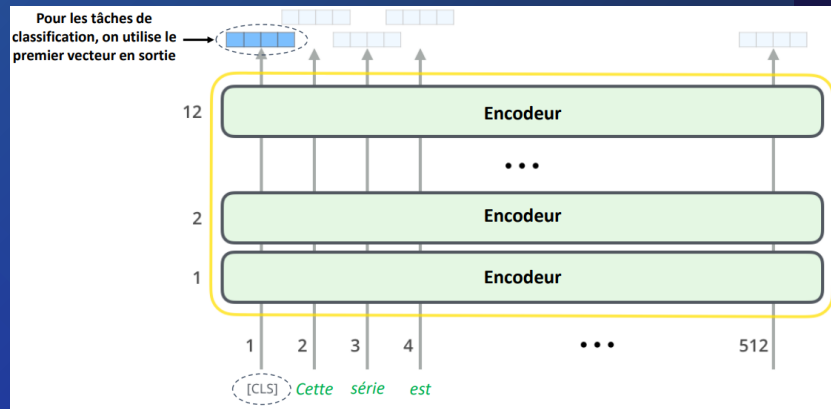 Pour les tâches de
classification, on utilise le
premier vecteur en sortie
12 Encodeur
...
2 Encodeur
1 Encodeur
1 2 3 4 ... 512
[CLS] Cette série est